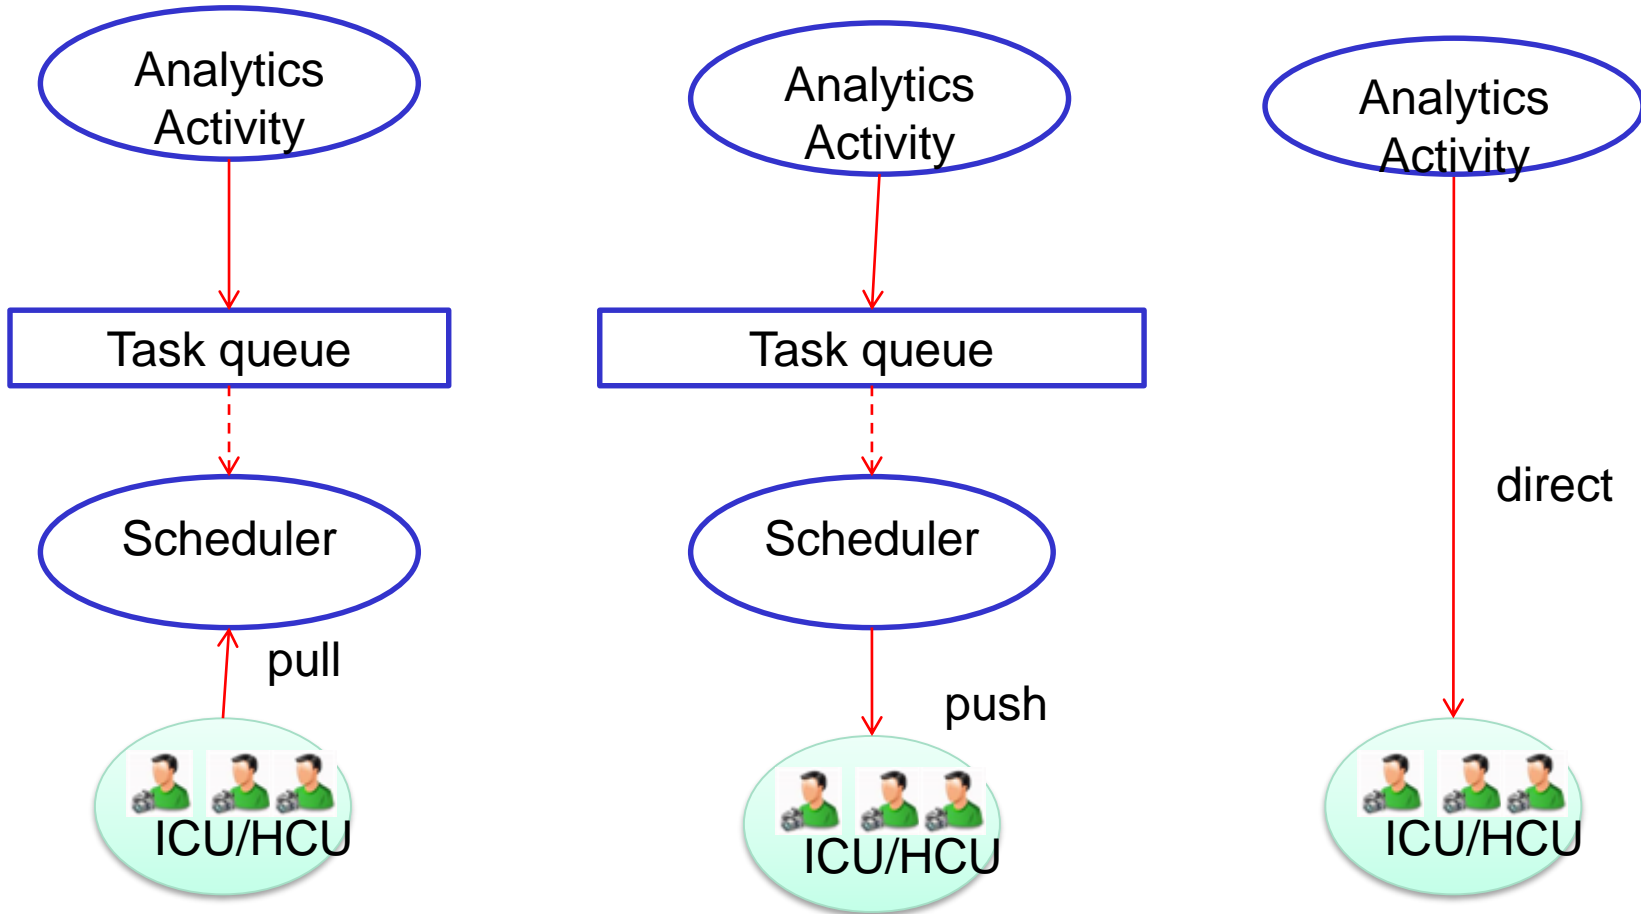 Analytics
Activity
Task queue
Scheduler
pull
ICU/HCU
Analytics
Activity
Task queue
Scheduler
push
ICU/HCU
Analytics
Activity
direct
ICU/HCU